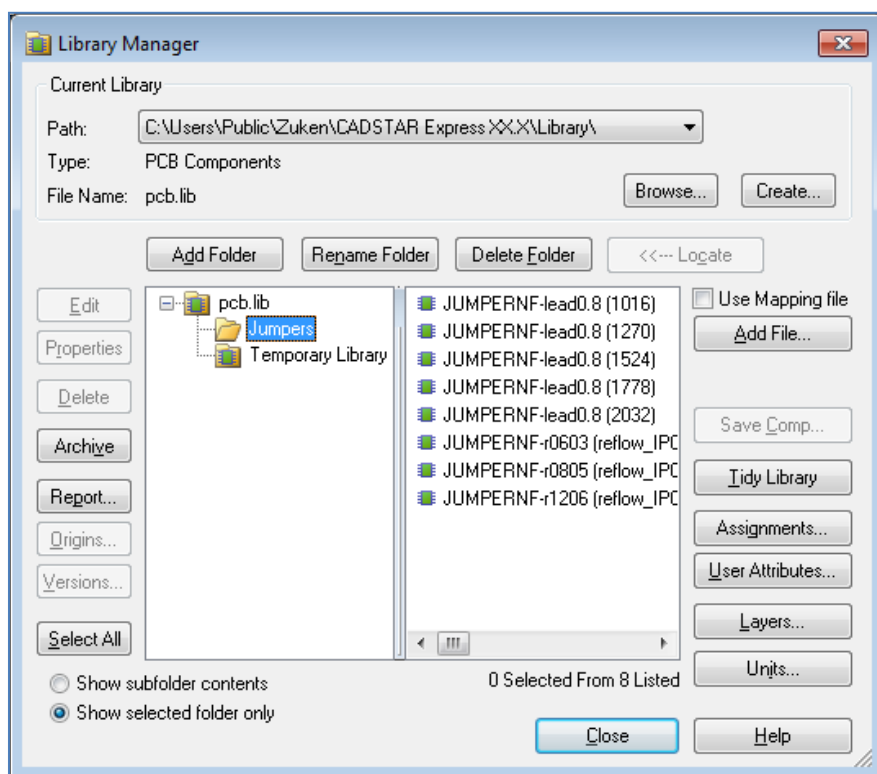 Library Manager
Current Library
Path: C:\Users\Public\Zuken\CADSTAR Express XX.X\Library\
Type: PCB Components
File Name: pcb.lib
Browse... Create...
Add Folder Rename Folder Delete Folder <<--- Locate
Edit
Properties
Delete
Archive
Report...
Origins...
Versions...
Select All
pcb.lib
Jumpers
Temporary Library
JUMPERNF-lead0.8 (1016)
JUMPERNF-lead0.8 (1270)
JUMPERNF-lead0.8 (1524)
JUMPERNF-lead0.8 (1778)
JUMPERNF-lead0.8 (2032)
JUMPERNF-r0603 (reflow_IPC
JUMPERNF-r0805 (reflow_IPC
JUMPERNF-r1206 (reflow_IPC
Use Mapping file
Add File...
Save Comp...
Tidy Library
Assignments...
User Attributes...
Layers...
Units...
Show subfolder contents
Show selected folder only
0 Selected From 8 Listed
Close Help